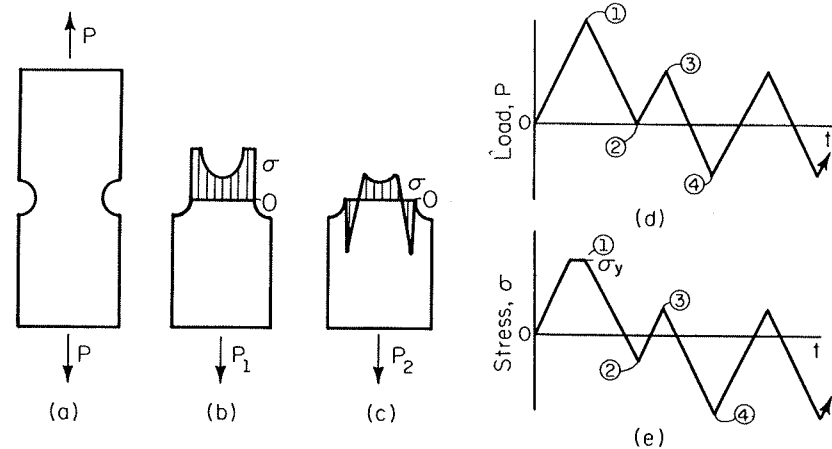 P
P
(a)
σ
0
P₁
(b)
σ
0
P₂
(c)
Load, P
0
①
②
③
④
t
(d)
Stress, σ
0
① σy
②
③
④
t
(e)